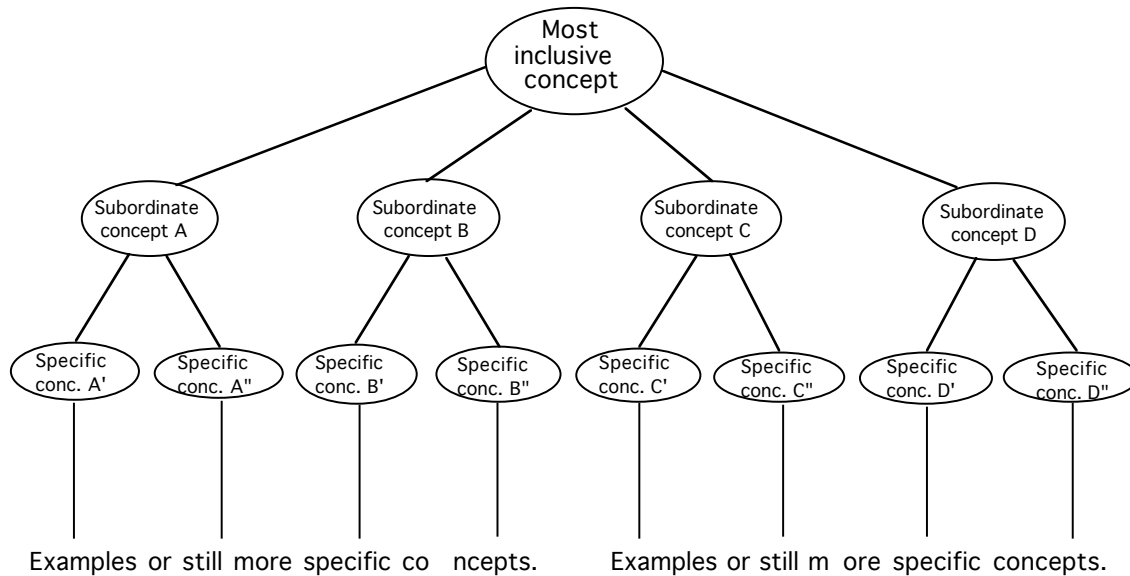 Most
inclusive
concept
Subordinate
concept A
Subordinate
concept B
Subordinate
concept C
Subordinate
concept D
Specific
conc. A'
Specific
conc. A"
Specific
conc. B'
Specific
conc. B"
Specific
conc. C'
Specific
conc. C"
Specific
conc. D'
Specific
conc. D"
Examples or still more specific co ncepts.
Examples or still m ore specific concepts.